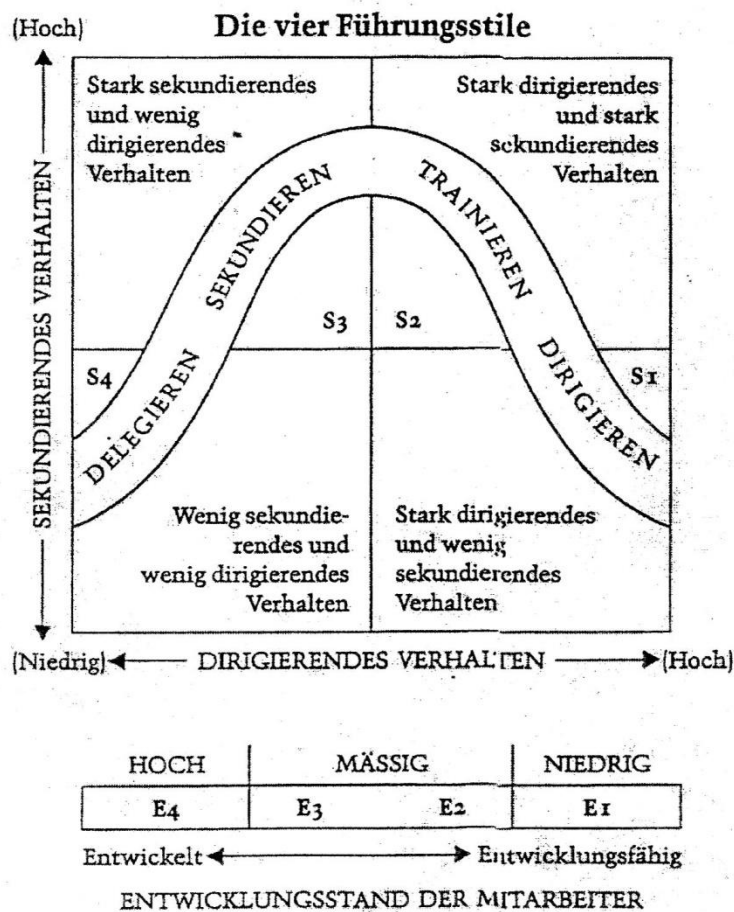 Die vier Führungsstile
(Hoch)
SEKUNDIERENDES VERHALTEN
Stark sekundierendes
und wenig
dirigierendes
Verhalten
Stark dirigierendes
und stark
sekundierendes
Verhalten
DELEGIEREN
SEKUNDIEREN
TRAINIEREN
DIRIGIEREN
S3
S2
S4
S1
Wenig sekundie-
rendes und
wenig dirigierendes
Verhalten
Stark dirigierendes
und wenig
sekundierendes
Verhalten
(Niedrig)
DIRIGIERENDES VERHALTEN
(Hoch)
HOCH
MÄSSIG
NIEDRIG
E4
E3
E2
E1
Entwickelt
Entwicklungsfähig
ENTWICKLUNGSSTAND DER MITARBEITER